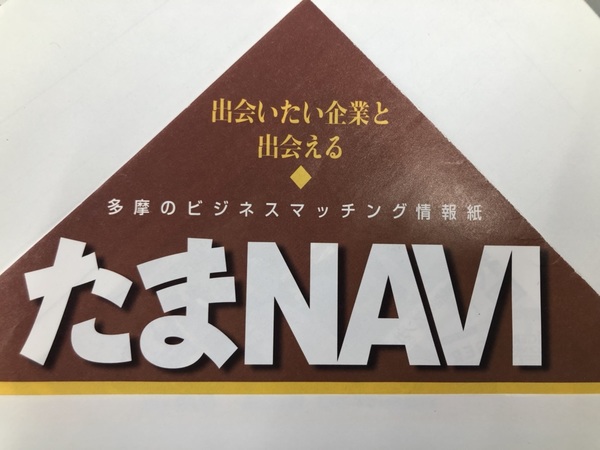 出会いたい企業と
出会える
多摩のビジネスマッチング情報紙
たまNAVI